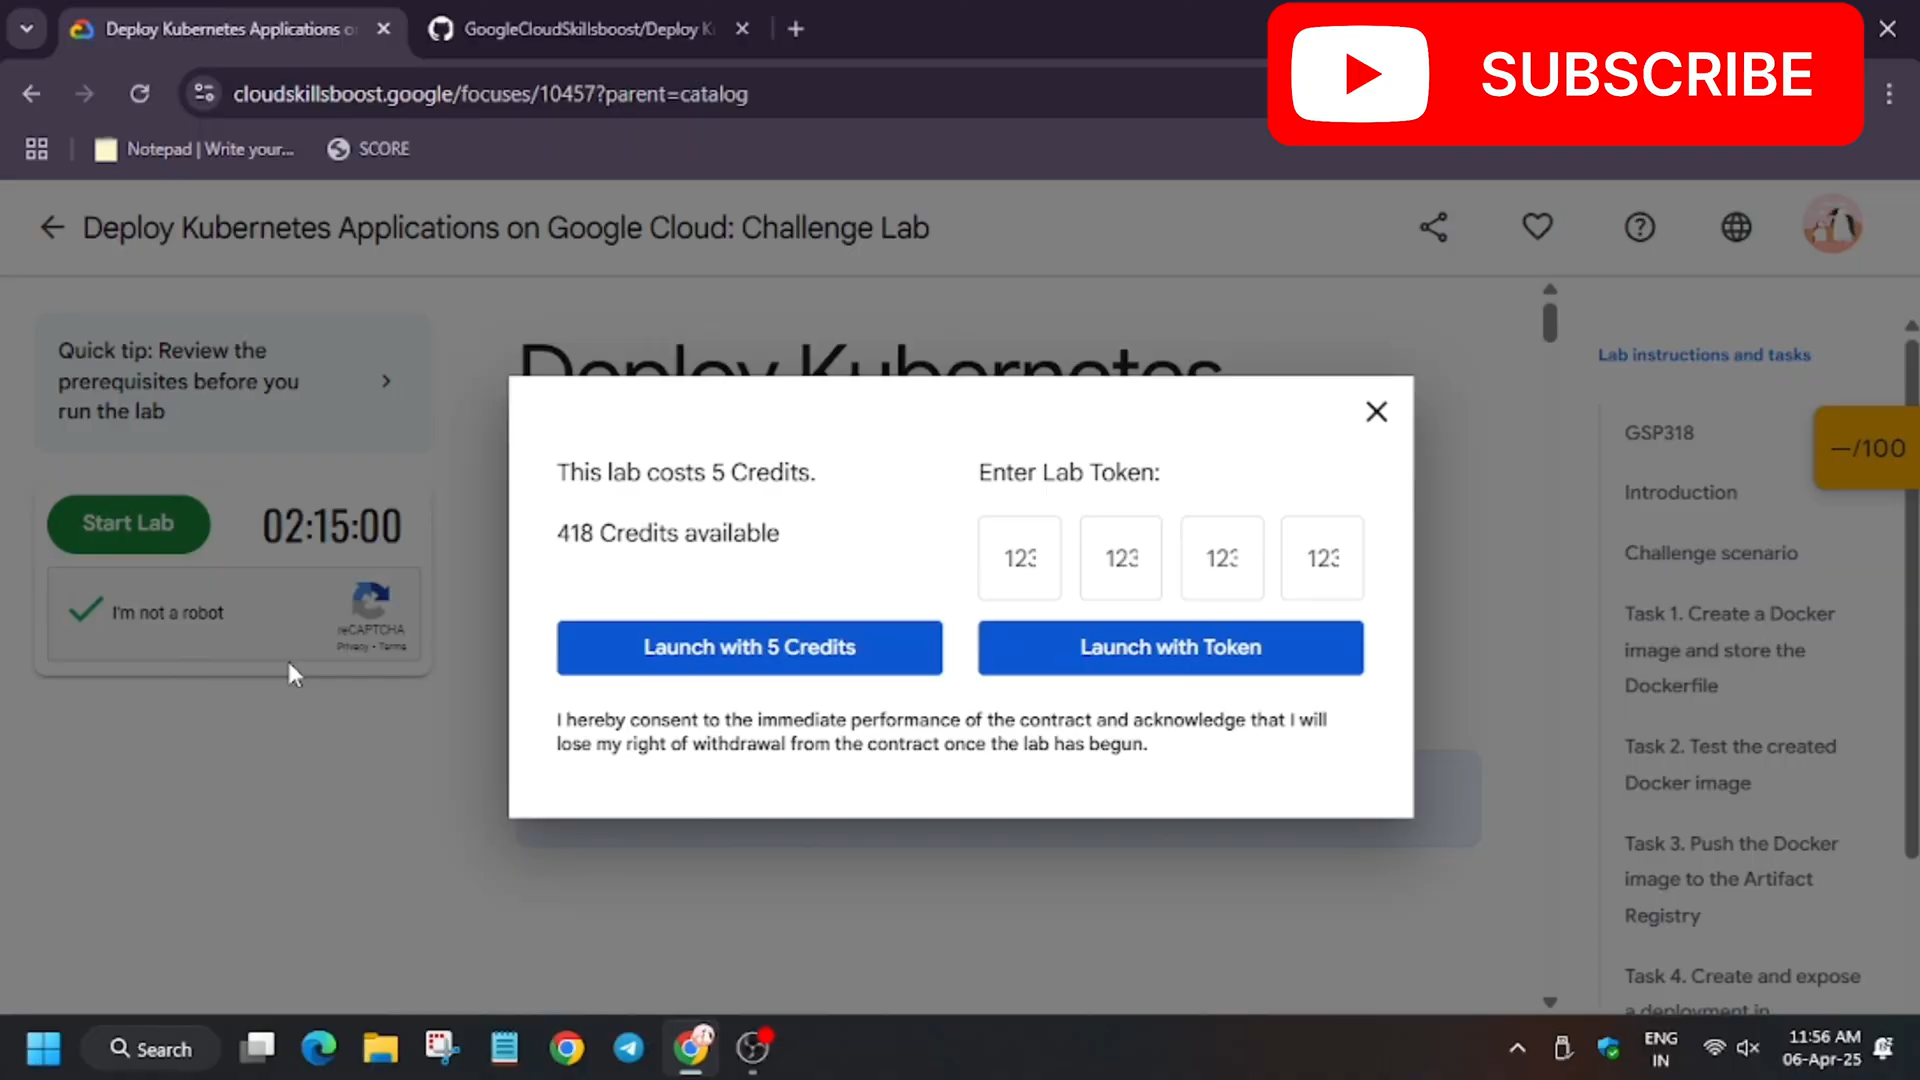 Deploy Kubernetes Applications o
GoogleCloudSkillsboost/Deploy K
SUBSCRIBE
cloudskillsboost.google/focuses/10457?parent=catalog
Notepad | Write your...
SCORE
Deploy Kubernetes Applications on Google Cloud: Challenge Lab
Quick tip: Review the
prerequisites before you
run the lab
Start Lab
02:15:00
I'm not a robot
reCAPTCHA
Privacy • Terms
Deploy Kubernetes
This lab costs 5 Credits.
418 Credits available
Launch with 5 Credits
Enter Lab Token:
123
123
123
123
Launch with Token
I hereby consent to the immediate performance of the contract and acknowledge that I will
lose my right of withdrawal from the contract once the lab has begun.
Lab instructions and tasks
GSP318
—/100
Introduction
Challenge scenario
Task 1. Create a Docker
image and store the
Dockerfile
Task 2. Test the created
Docker image
Task 3. Push the Docker
image to the Artifact
Registry
Task 4. Create and expose
a deployment in
Search
ENG
IN
11:56 AM
06-Apr-25